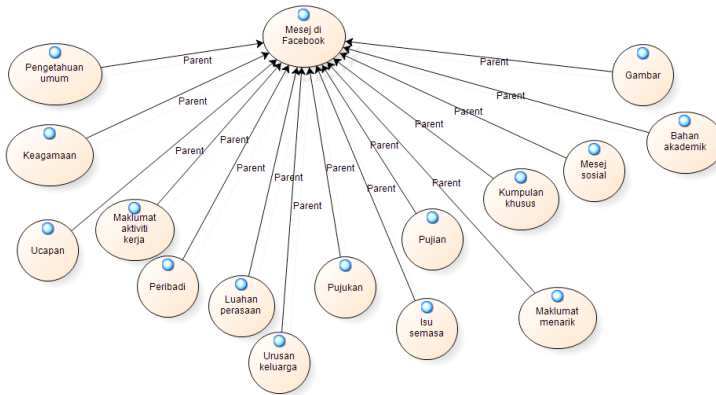 Mesej di
Facebook
Parent
Parent
Pengetahuan
umum
Gambar
Parent
Parent
Parent
Parent
Bahan
akademik
Keagamaan
Parent
Parent
Parent
Mesej
sosial
Parent
Parent
Parent
Parent
Kumpulan
khusus
Parent
Parent
Maklumat
aktiviti
kerja
Ucapan
Pujian
Peribadi
Pujukan
Luahan
perasaan
Isu
semasa
Maklumat
menarik
Urusan
keluarga